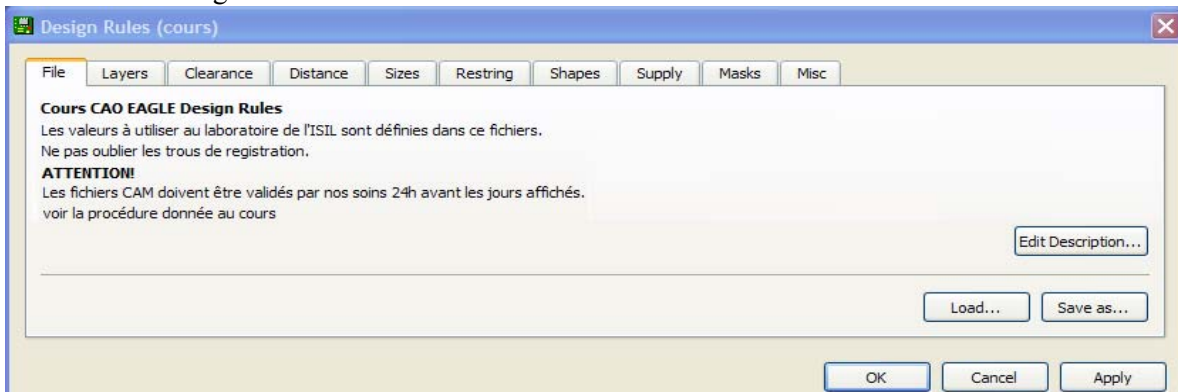 Design Rules (cours)
File Layers Clearance Distance Sizes Restring Shapes Supply Masks Misc
Cours CAO EAGLE Design Rules
Les valeurs à utiliser au laboratoire de l'ISIL sont définies dans ce fichiers.
Ne pas oublier les trous de registration.
ATTENTION!
Les fichiers CAM doivent être validés par nos soins 24h avant les jours affichés.
voir la procédure donnée au cours
Edit Description...
Load... Save as...
OK Cancel Apply